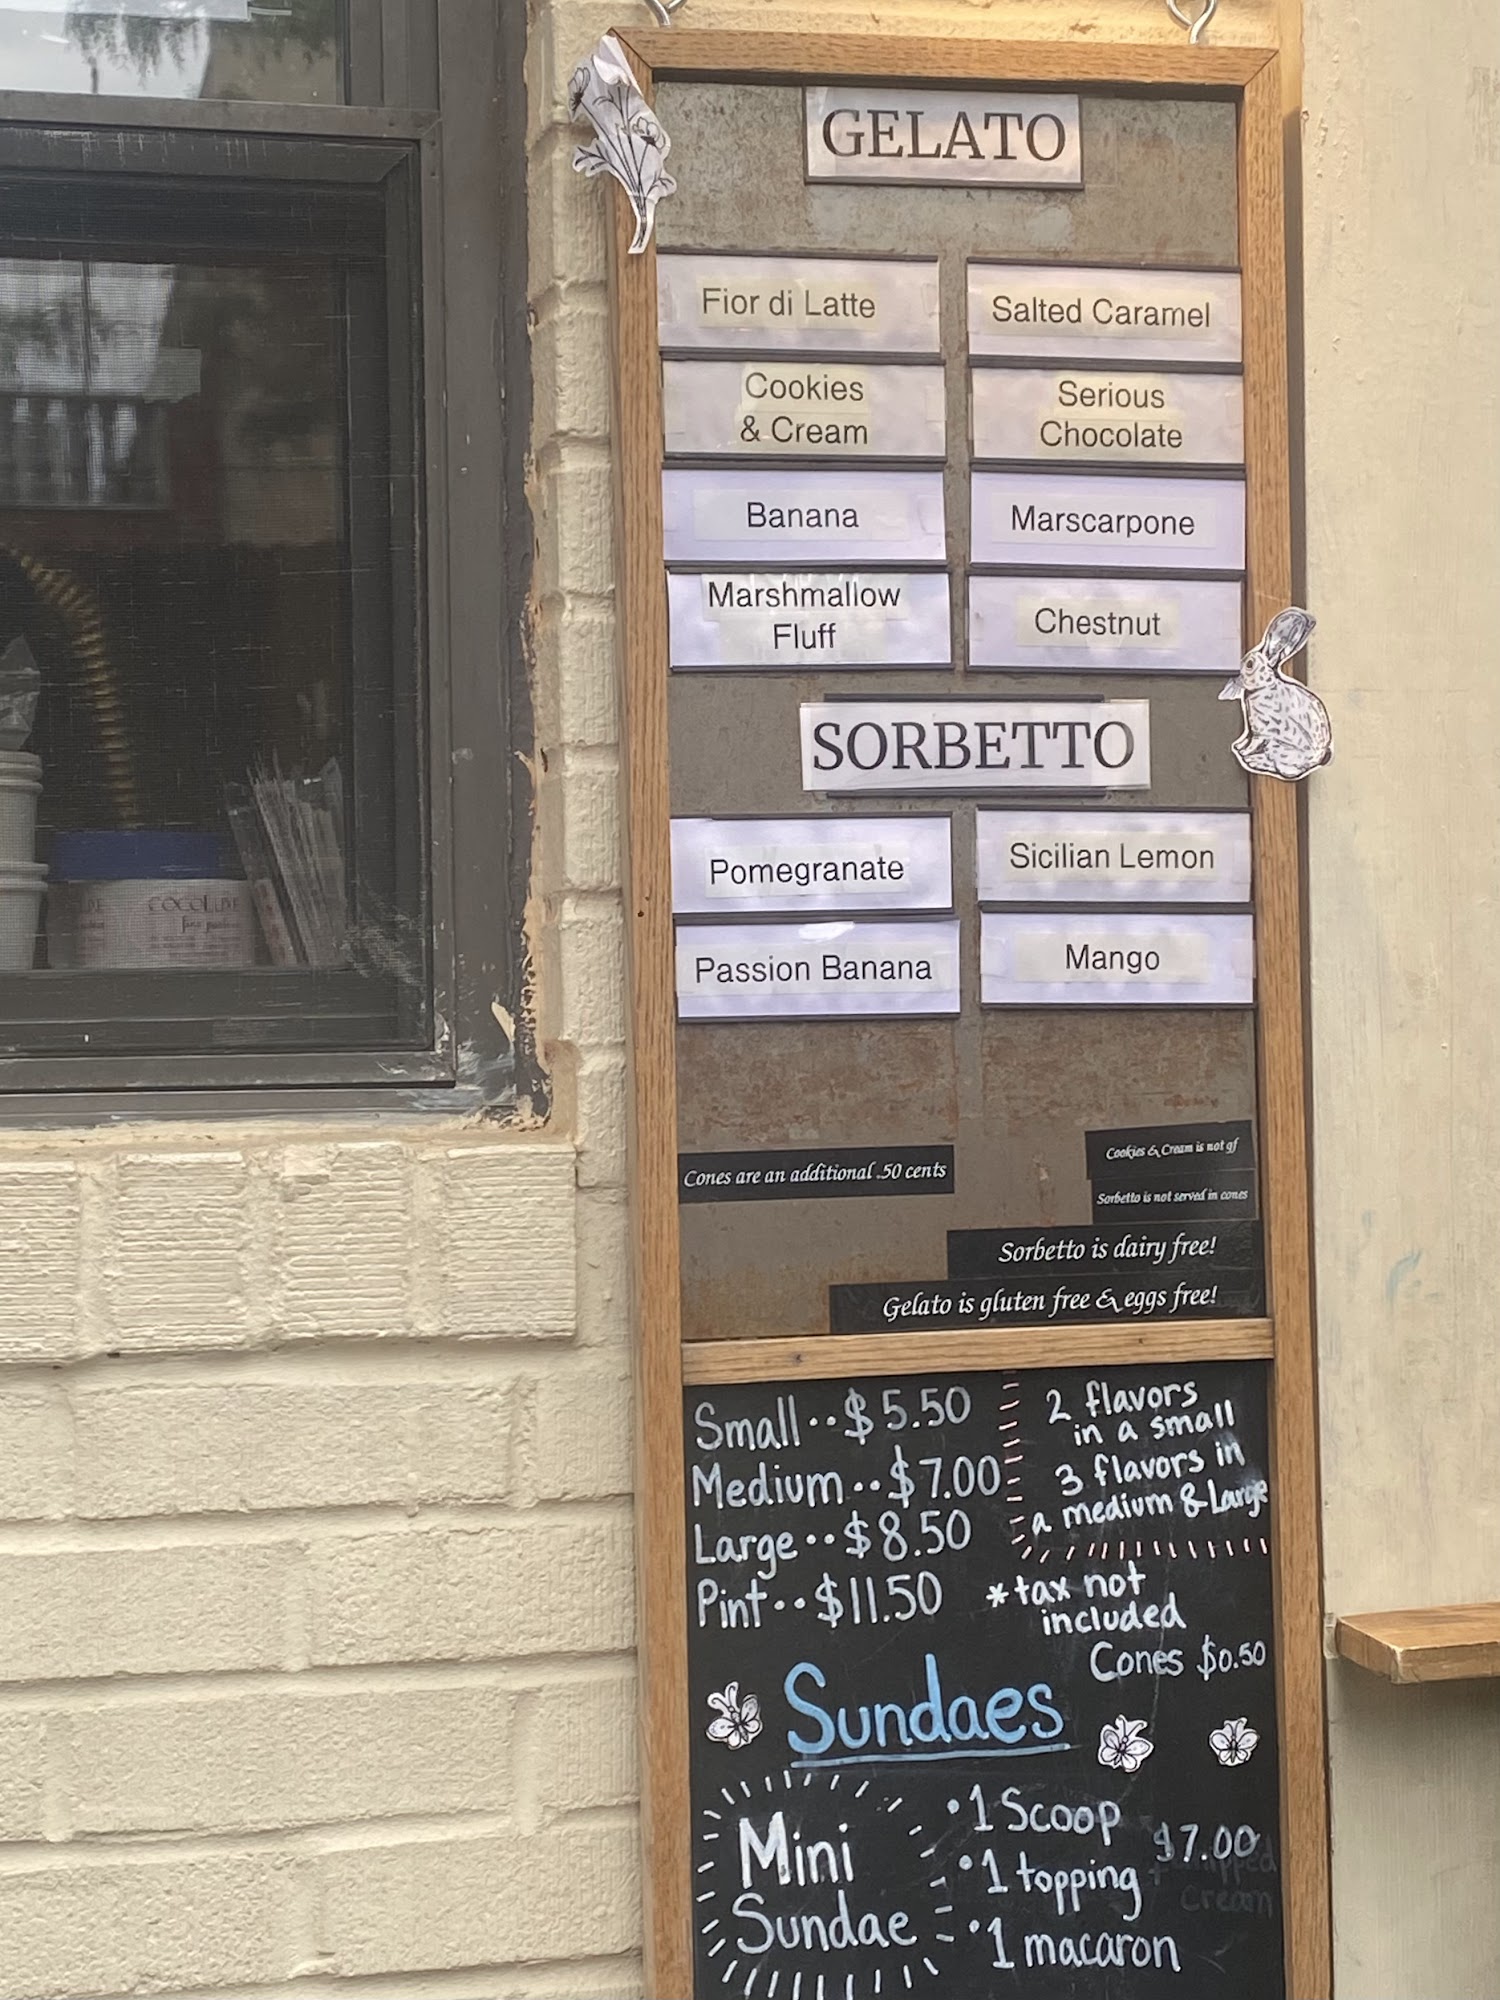 GELATO
Fior di Latte
Salted Caramel
Cookies
& Cream
Serious
Chocolate
Banana
Marscarpone
Marshmallow
Fluff
Chestnut
SORBETTO
Pomegranate
Sicilian Lemon
Passion Banana
Mango
COCOLUVE
Cones are an additional .50 cents
Cookies & Cream is not gf
Sorbetto is not served in cones
Sorbetto is dairy free!
Gelato is gluten free & eggs free!
Small..$5.50
Medium..$7.00
Large..$8.50
Pint..$11.50
2 flavors
in a small
3 flavors in
a medium & Large
*tax not
included
Cones $0.50
Sundaes
Mini
Sundae
•1 Scoop
•1 topping
•1 macaron
$7.00
+ whipped
cream